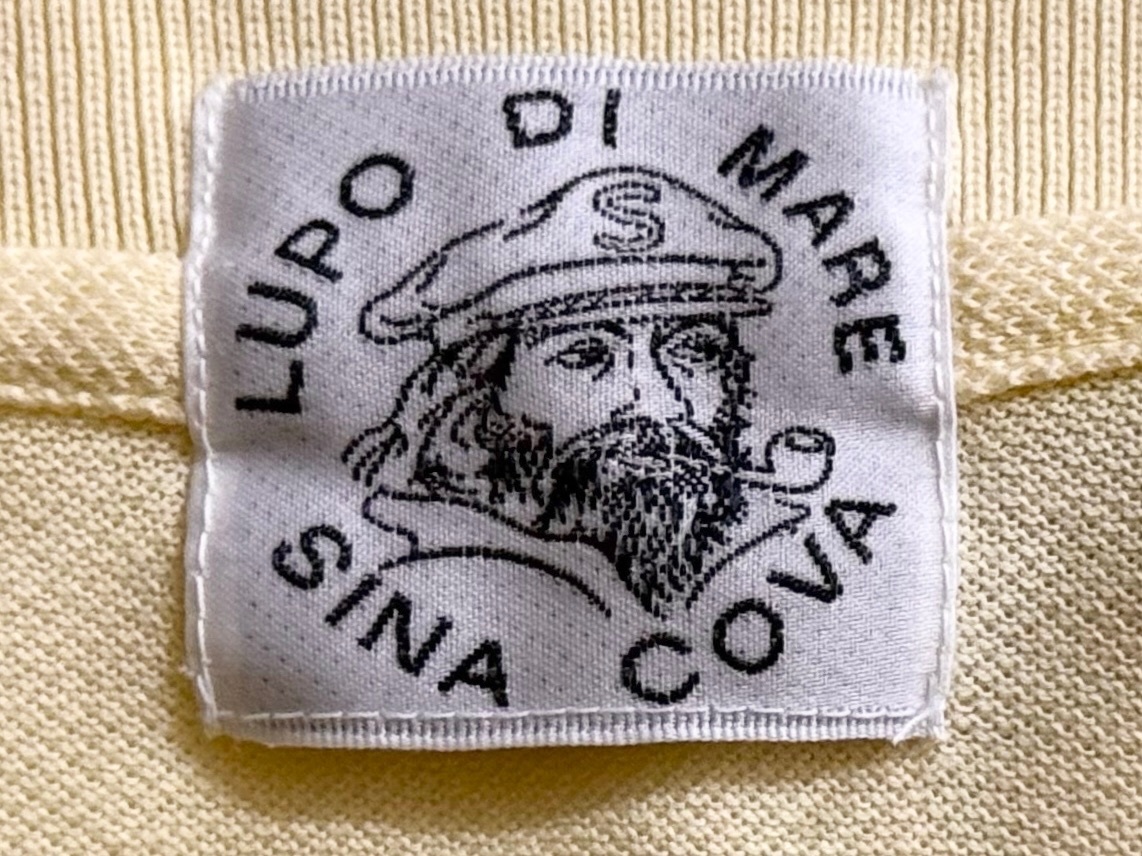 LUPO DI MARE
S
SINA COVA